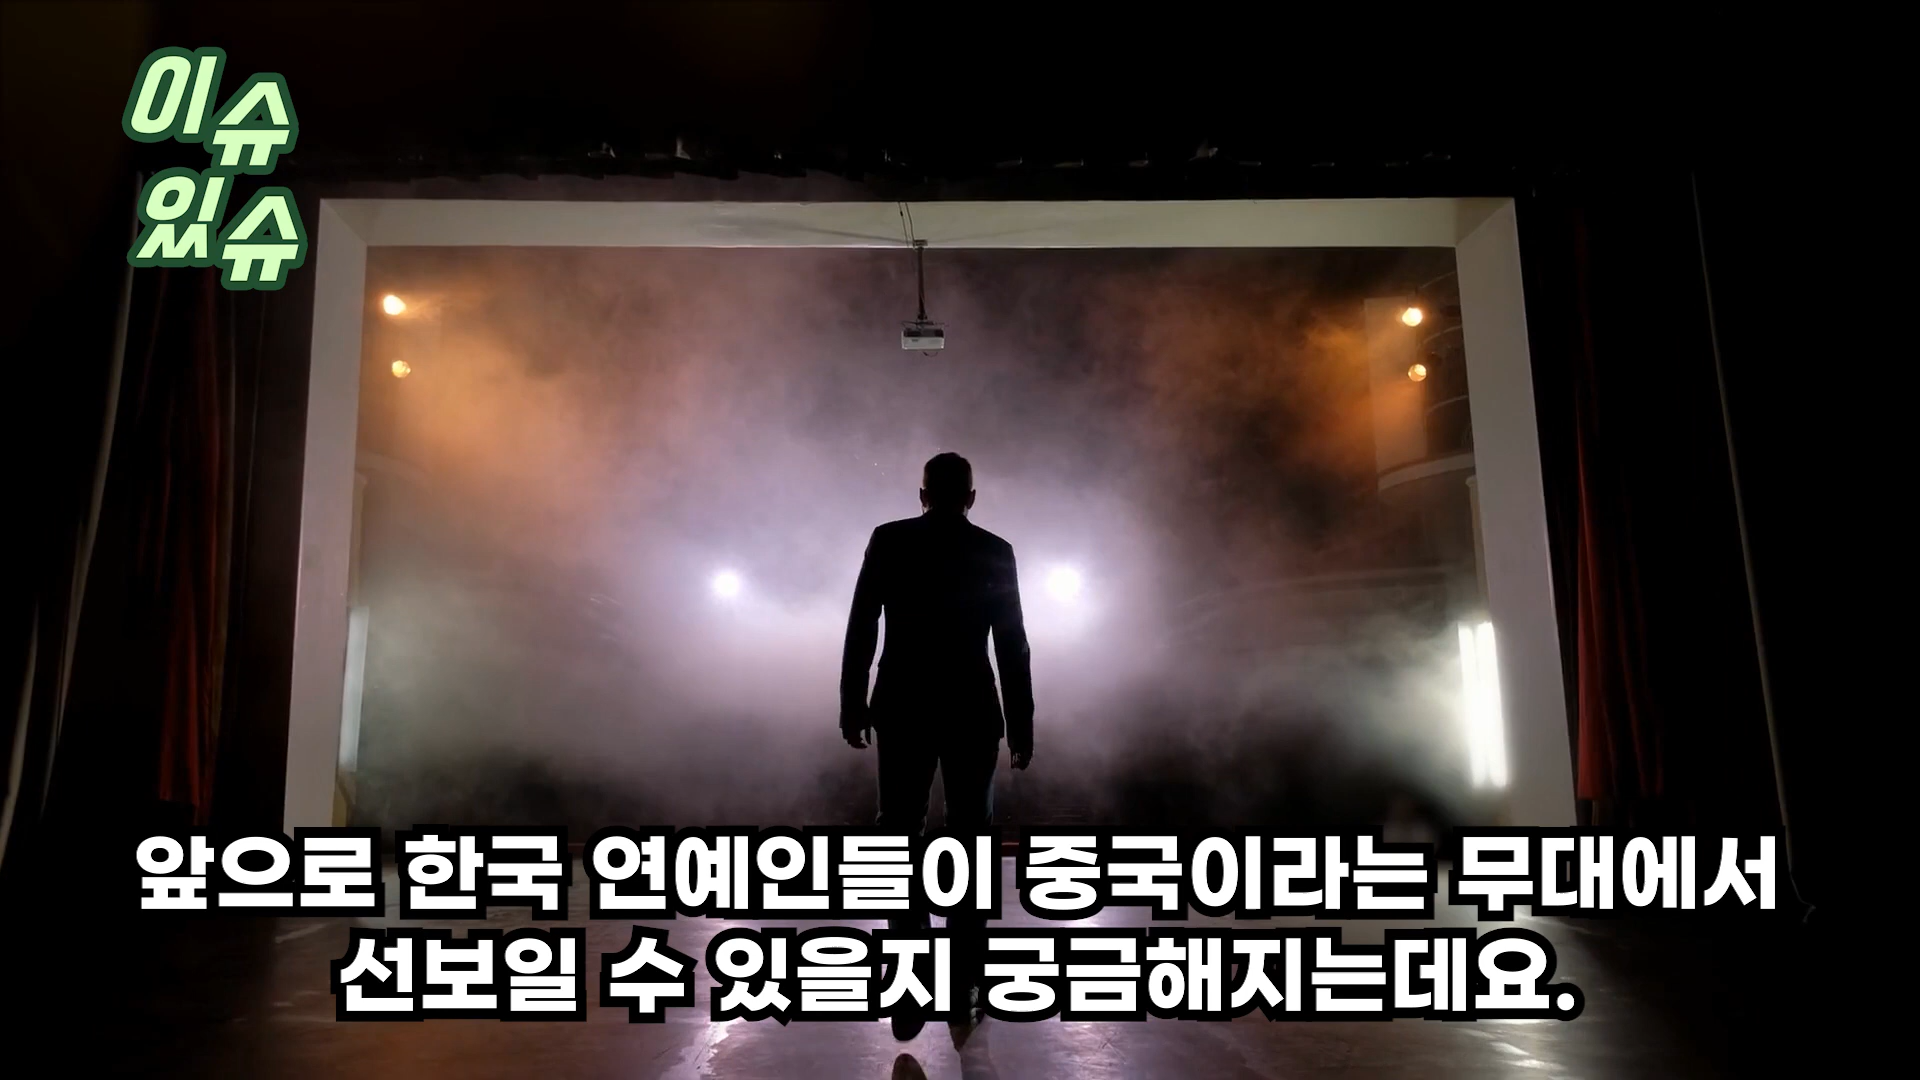 이슈
있슈
앞으로 한국 연예인들이 중국이라는 무대에서
선보일 수 있을지 궁금해지는데요.